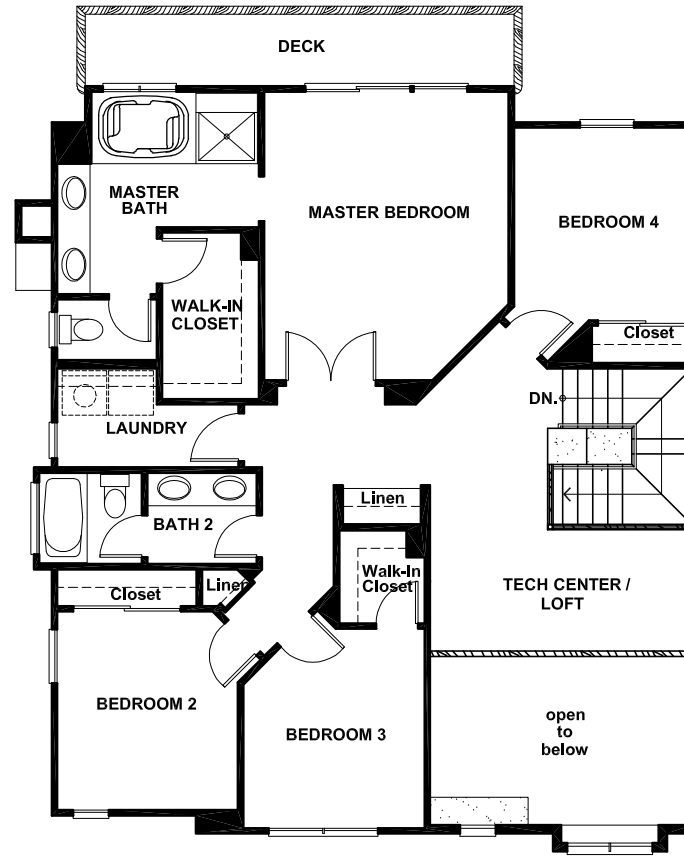 DECK
MASTER
BATH
MASTER BEDROOM
BEDROOM 4
WALK-IN
CLOSET
Closet
DN.
LAUNDRY
Linen
BATH 2
Walk-In
Closet
Closet
Linen
TECH CENTER /
LOFT
BEDROOM 2
BEDROOM 3
open
to
below